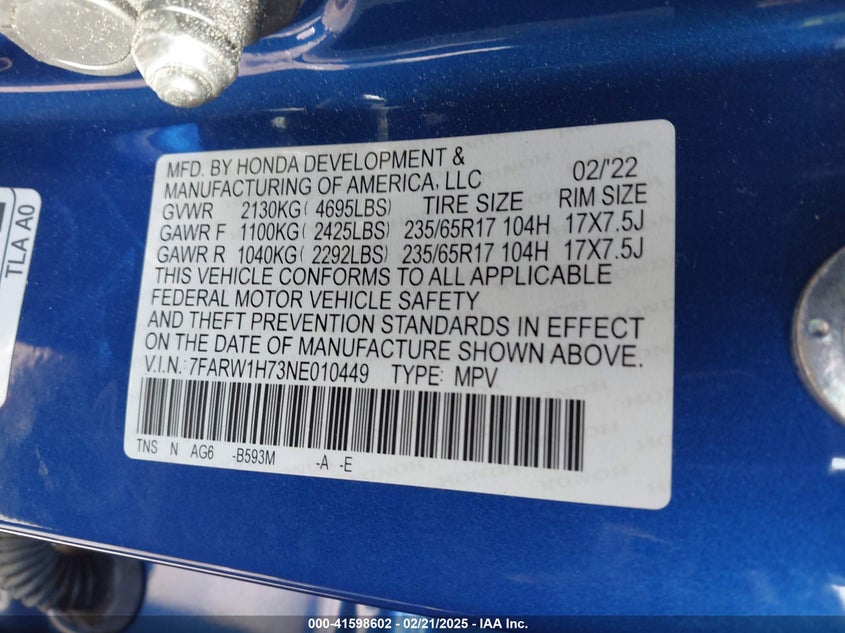 MFD. BY HONDA DEVELOPMENT &
MANUFACTURING OF AMERICA, LLC 02/'22
GVWR 2130KG( 4695LBS) TIRE SIZE RIM SIZE
GAWR F 1100KG( 2425LBS) 235/65R17 104H 17X7.5J
GAWR R 1040KG( 2292LBS) 235/65R17 104H 17X7.5J
THIS VEHICLE CONFORMS TO ALL APPLICABLE
FEDERAL MOTOR VEHICLE SAFETY
AND THEFT PREVENTION STANDARDS IN EFFECT
ON THE DATE OF MANUFACTURE SHOWN ABOVE.
V.I.N.: 7FARW1H73NE010449 TYPE: MPV
TNS N AG6 -B593M -A -E
TLA A0
000-41598602 — 02/21/2025 — IAA Inc.